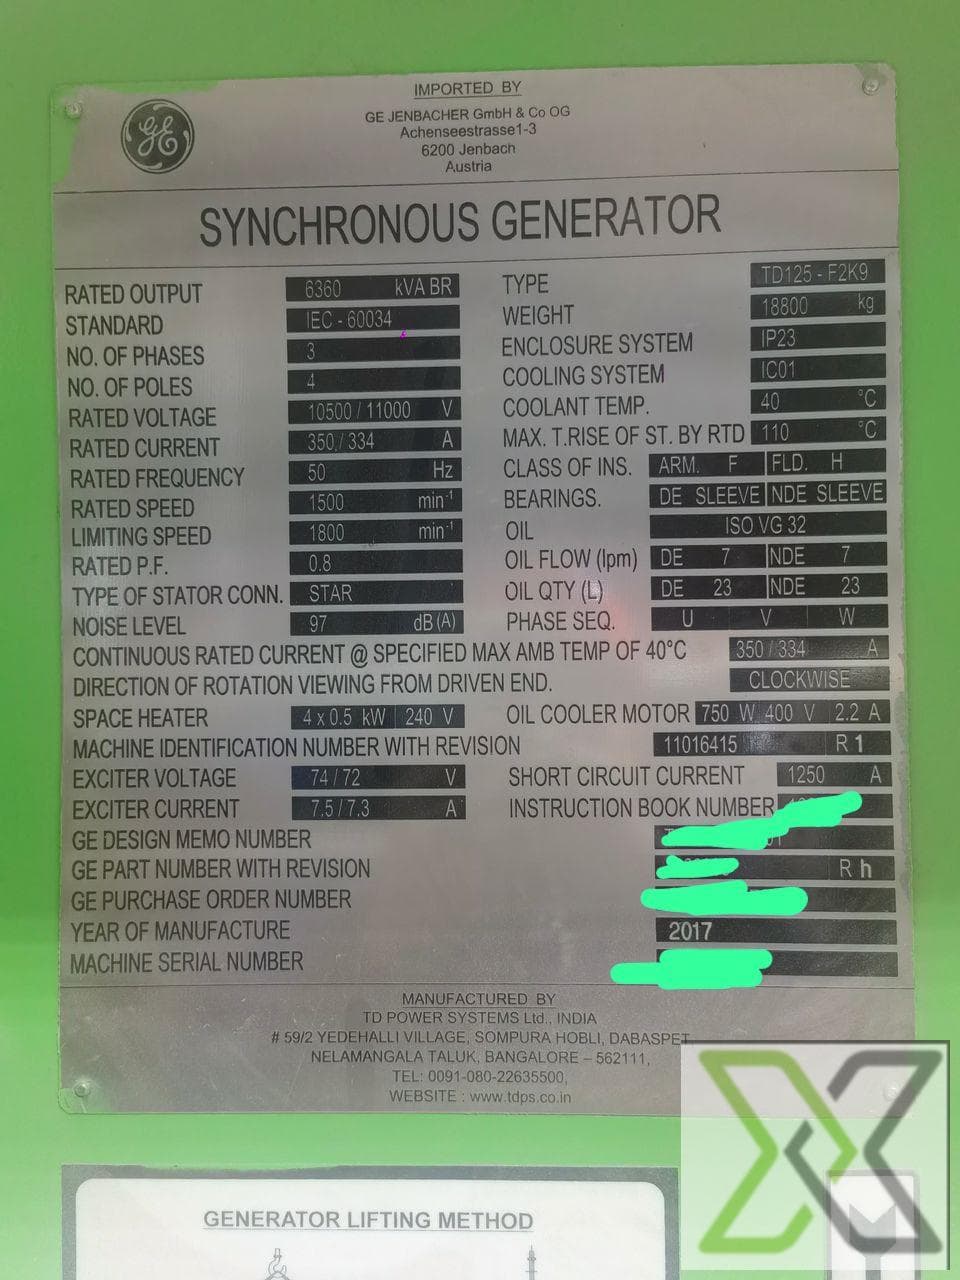 GE
IMPORTED BY
GE JENBACHER GmbH & Co OG
Achenseestrasse1-3
6200 Jenbach
Austria
SYNCHRONOUS GENERATOR
RATED OUTPUT 6360 kVA BR TYPE TD125 - F2K9
STANDARD IEC - 60034 WEIGHT 18800 kg
NO. OF PHASES 3 ENCLOSURE SYSTEM IP23
NO. OF POLES 4 COOLING SYSTEM IC01
RATED VOLTAGE 10500 / 11000 V COOLANT TEMP. 40 °C
RATED CURRENT 350 / 334 A MAX. T.RISE OF ST. BY RTD 110 °C
RATED FREQUENCY 50 Hz CLASS OF INS. ARM. F FLD. H
RATED SPEED 1500 min-1 BEARINGS. DE SLEEVE NDE SLEEVE
LIMITING SPEED 1800 min-1 OIL ISO VG 32
RATED P.F. 0.8 OIL FLOW (lpm) DE 7 NDE 7
TYPE OF STATOR CONN. STAR OIL QTY (L) DE 23 NDE 23
NOISE LEVEL 97 dB (A) PHASE SEQ. U V W
CONTINUOUS RATED CURRENT @ SPECIFIED MAX AMB TEMP OF 40°C 350 / 334 A
DIRECTION OF ROTATION VIEWING FROM DRIVEN END. CLOCKWISE
SPACE HEATER 4 x 0.5 kW 240 V OIL COOLER MOTOR 750 W 400 V 2.2 A
MACHINE IDENTIFICATION NUMBER WITH REVISION 11016415 R 1
EXCITER VOLTAGE 74 / 72 V SHORT CIRCUIT CURRENT 1250 A
EXCITER CURRENT 7.5 / 7.3 A INSTRUCTION BOOK NUMBER
GE DESIGN MEMO NUMBER
GE PART NUMBER WITH REVISION R h
GE PURCHASE ORDER NUMBER
YEAR OF MANUFACTURE 2017
MACHINE SERIAL NUMBER
MANUFACTURED BY
TD POWER SYSTEMS Ltd., INDIA
# 59/2 YEDEHALLI VILLAGE, SOMPURA HOBLI, DABASPET,
NELAMANGALA TALUK, BANGALORE – 562111,
TEL: 0091-080-22635500,
WEBSITE : www.tdps.co.in
GENERATOR LIFTING METHOD